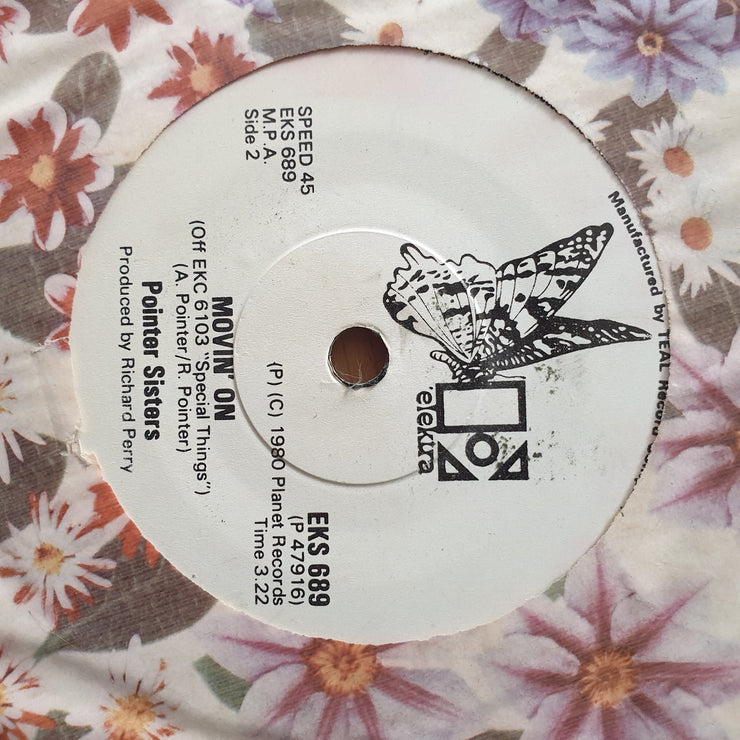 Manufactured by TEAL Record
elektra
SPEED 45
EKS 689
M.P.A.
Side 2
EKS 689
(P 47916)
(P) (C) 1980 Planet Records
Time 3.22
MOVIN' ON
(Off EKC 6103 "Special Things")
(A. Pointer/R. Pointer)
Pointer Sisters
Produced by Richard Perry